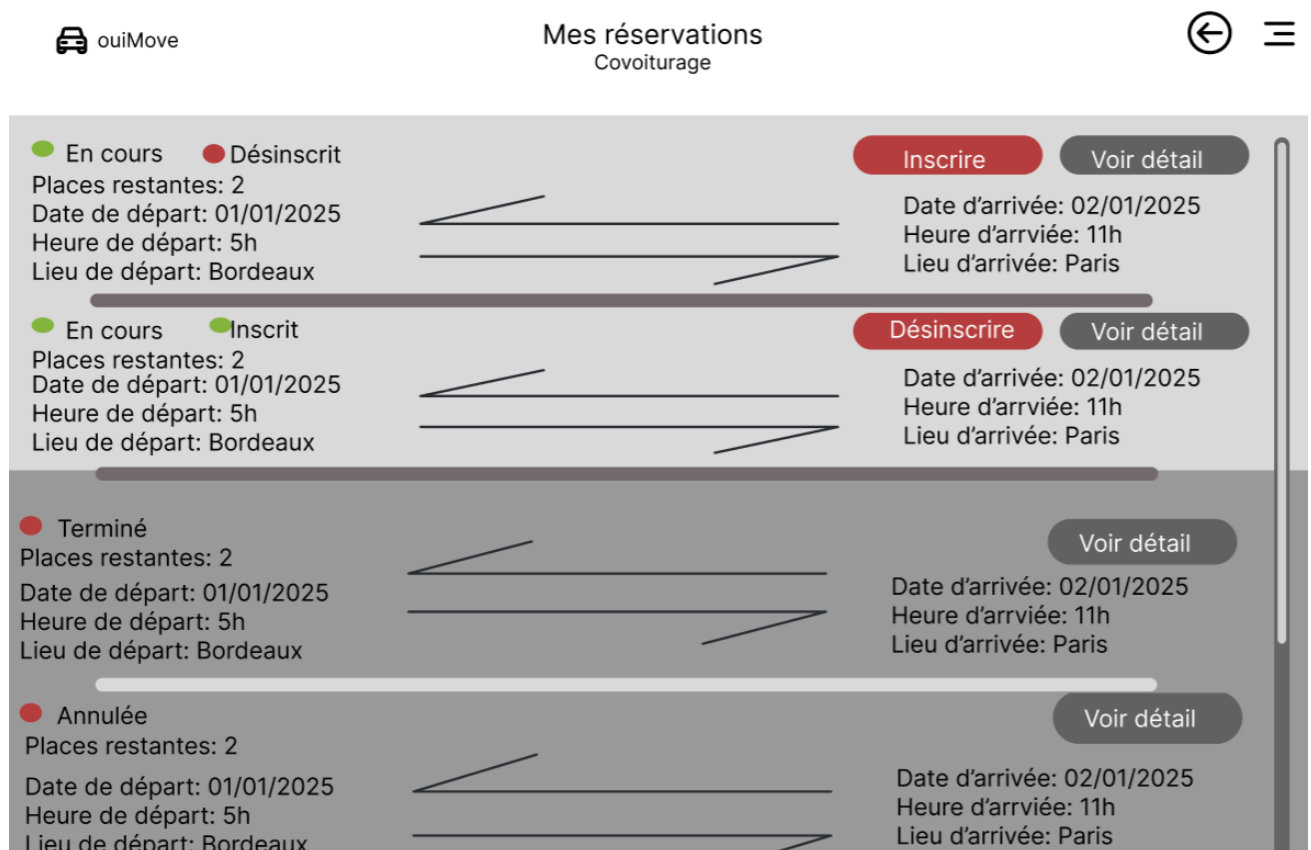 ouiMove
Mes réservations
Covoiturage
En cours
Désinscrit
Inscrire
Voir détail
Places restantes: 2
Date de départ: 01/01/2025
Heure de départ: 5h
Lieu de départ: Bordeaux
Date d’arrivée: 02/01/2025
Heure d’arrviée: 11h
Lieu d’arrivée: Paris
En cours
Inscrit
Désinscrire
Voir détail
Places restantes: 2
Date de départ: 01/01/2025
Heure de départ: 5h
Lieu de départ: Bordeaux
Date d’arrivée: 02/01/2025
Heure d’arrviée: 11h
Lieu d’arrivée: Paris
Terminé
Voir détail
Places restantes: 2
Date de départ: 01/01/2025
Heure de départ: 5h
Lieu de départ: Bordeaux
Date d’arrivée: 02/01/2025
Heure d’arrviée: 11h
Lieu d’arrivée: Paris
Annulée
Voir détail
Places restantes: 2
Date de départ: 01/01/2025
Heure de départ: 5h
Lieu de départ: Bordeaux
Date d’arrivée: 02/01/2025
Heure d’arrviée: 11h
Lieu d’arrivée: Paris